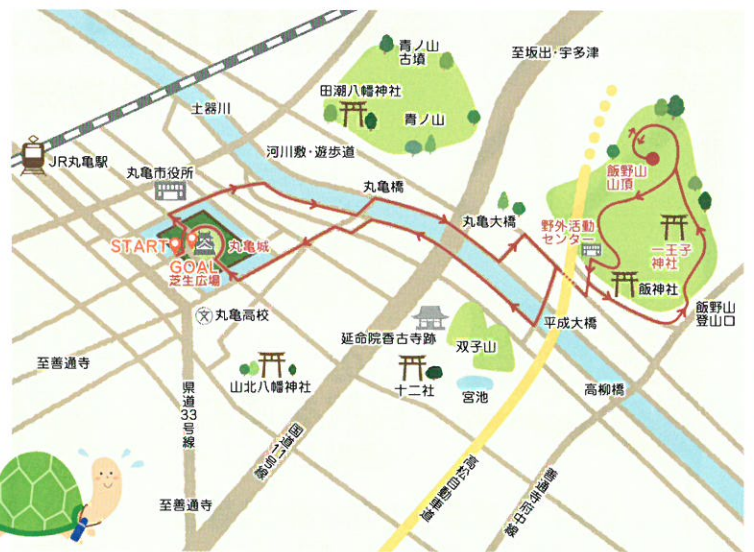 青ノ山
古墳
至坂出・宇多津
田潮八幡神社
土器川
青ノ山
JR丸亀駅
河川敷・遊歩道
飯野山
山頂
丸亀市役所
丸亀橋
丸亀大橋
野外活動
センター
一王子
神社
START
丸亀城
GOAL
芝生広場
飯神社
飯野山
登山口
文
丸亀高校
延命院香古寺跡
双子山
平成大橋
至善通寺
山北八幡神社
十二社
宮池
高柳橋
県道33号線
国道11号線
高松自動車道
善通寺府中線
至善通寺